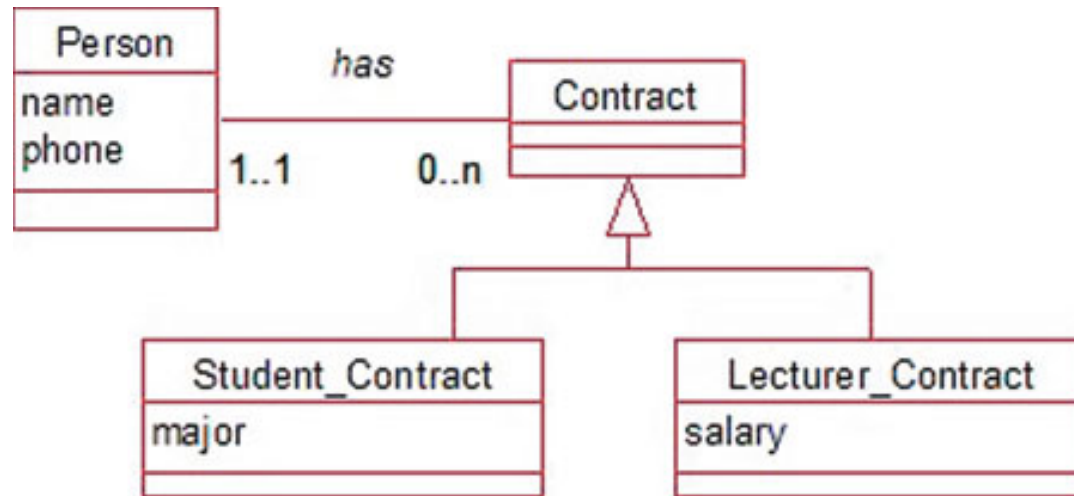 Person
name
phone
has
1..1
0..n
Contract
Student_Contract
major
Lecturer_Contract
salary